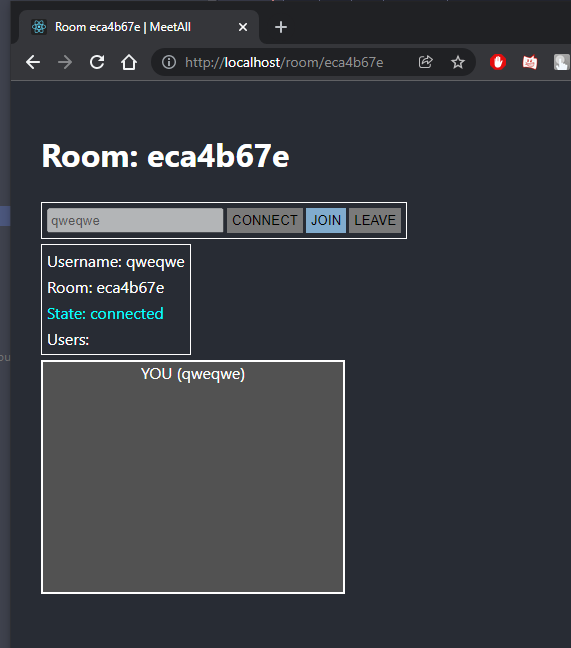 Room eca4b67e | MeetAll
http://localhost/room/eca4b67e
Room: eca4b67e
qweqwe CONNECT JOIN LEAVE
Username: qweqwe
Room: eca4b67e
State: connected
Users:
YOU (qweqwe)